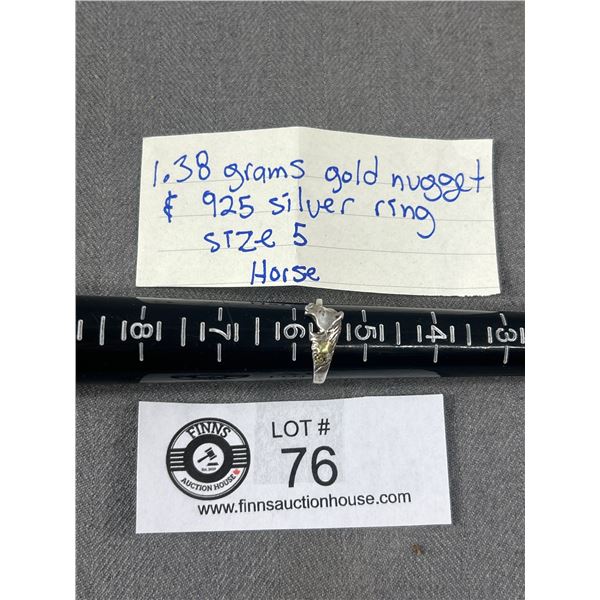 1.38 grams gold nugget
& 925 silver ring
size 5
Horse
8 7 6 5 4 3
FINNS
AUCTION HOUSE
LOT #
76
www.finnsauctionhouse.com